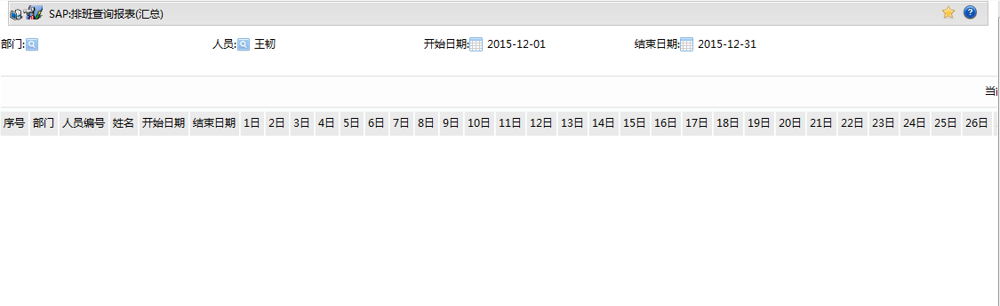 SAP:排班查询报表(汇总)
部门: 人员: 王韧 开始日期: 2015-12-01 结束日期: 2015-12-31
当
序号 部门 人员编号 姓名 开始日期 结束日期 1日 2日 3日 4日 5日 6日 7日 8日 9日 10日 11日 12日 13日 14日 15日 16日 17日 18日 19日 20日 21日 22日 23日 24日 25日 26日